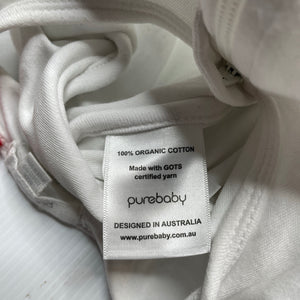 100% ORGANIC COTTON
Made with GOTS
certified yarn
purebaby
DESIGNED IN AUSTRALIA
www.purebaby.com.au